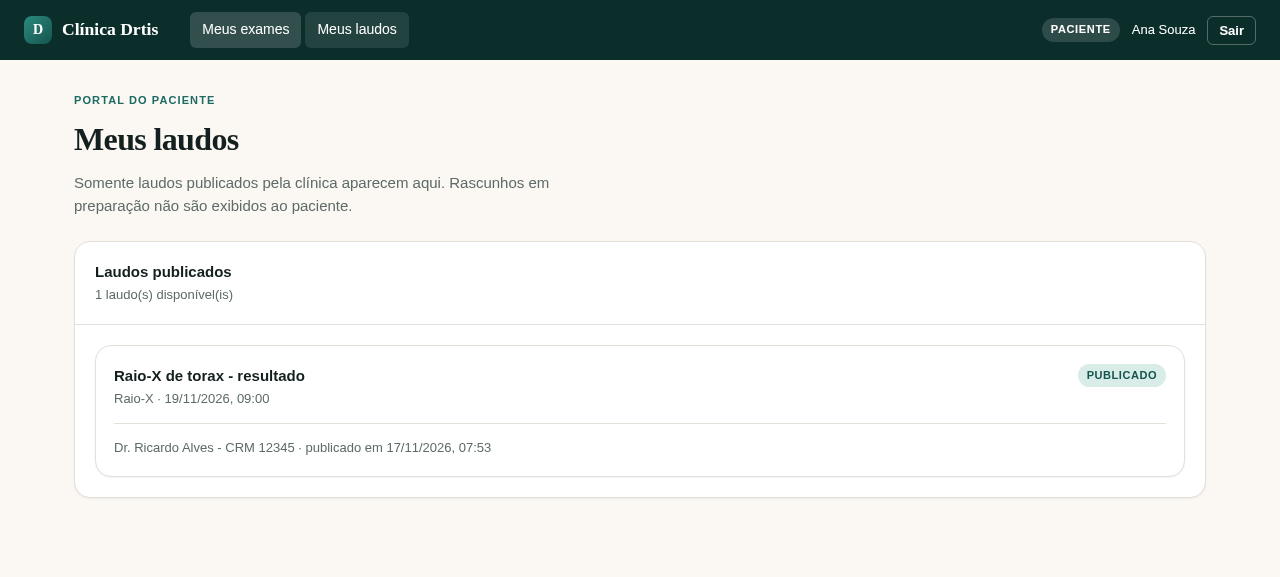 D Clínica Drtis Meus exames Meus laudos PACIENTE Ana Souza Sair
PORTAL DO PACIENTE
Meus laudos
Somente laudos publicados pela clínica aparecem aqui. Rascunhos em
preparação não são exibidos ao paciente.
Laudos publicados
1 laudo(s) disponível(is)
Raio-X de torax - resultado PUBLICADO
Raio-X · 19/11/2026, 09:00
Dr. Ricardo Alves - CRM 12345 · publicado em 17/11/2026, 07:53